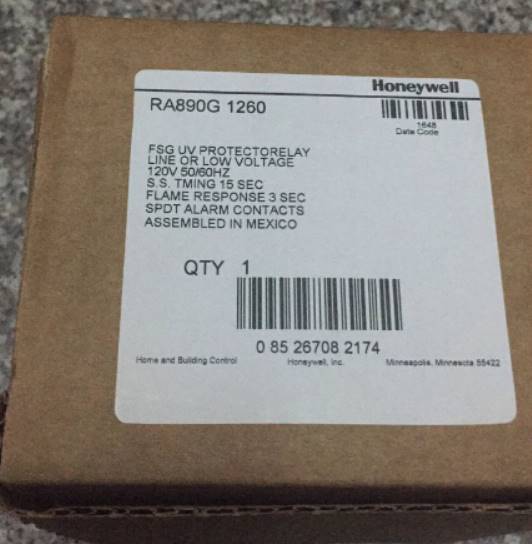 Honeywell
RA890G 1260
1648
Date Code
FSG UV PROTECTORELAY
LINE OR LOW VOLTAGE
120V 50/60HZ
S.S. TMING 15 SEC
FLAME RESPONSE 3 SEC
SPDT ALARM CONTACTS
ASSEMBLED IN MEXICO
QTY 1
0 85 26708 2174
Home and Building Control Honeywell, Inc. Minneapolis, Minnesota 55422